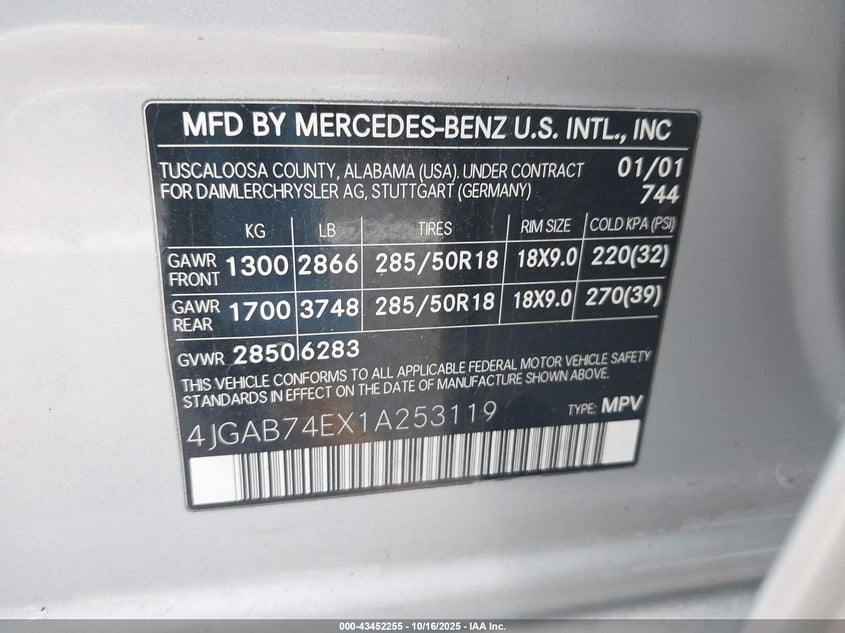 MFD BY MERCEDES-BENZ U.S. INTL., INC
TUSCALOOSA COUNTY, ALABAMA (USA). UNDER CONTRACT 01/01
FOR DAIMLERCHRYSLER AG, STUTTGART (GERMANY) 744
KG LB TIRES RIM SIZE COLD KPA (PSI)
GAWR FRONT 1300 2866 285/50R18 18X9.0 220(32)
GAWR REAR 1700 3748 285/50R18 18X9.0 270(39)
GVWR 2850 6283
THIS VEHICLE CONFORMS TO ALL APPLICABLE FEDERAL MOTOR VEHICLE SAFETY
STANDARDS IN EFFECT ON THE DATE OF MANUFACTURE SHOWN ABOVE.
4JGAB74EX1A253119 TYPE: MPV
000-43452255 - 10/16/2025 - IAA Inc.